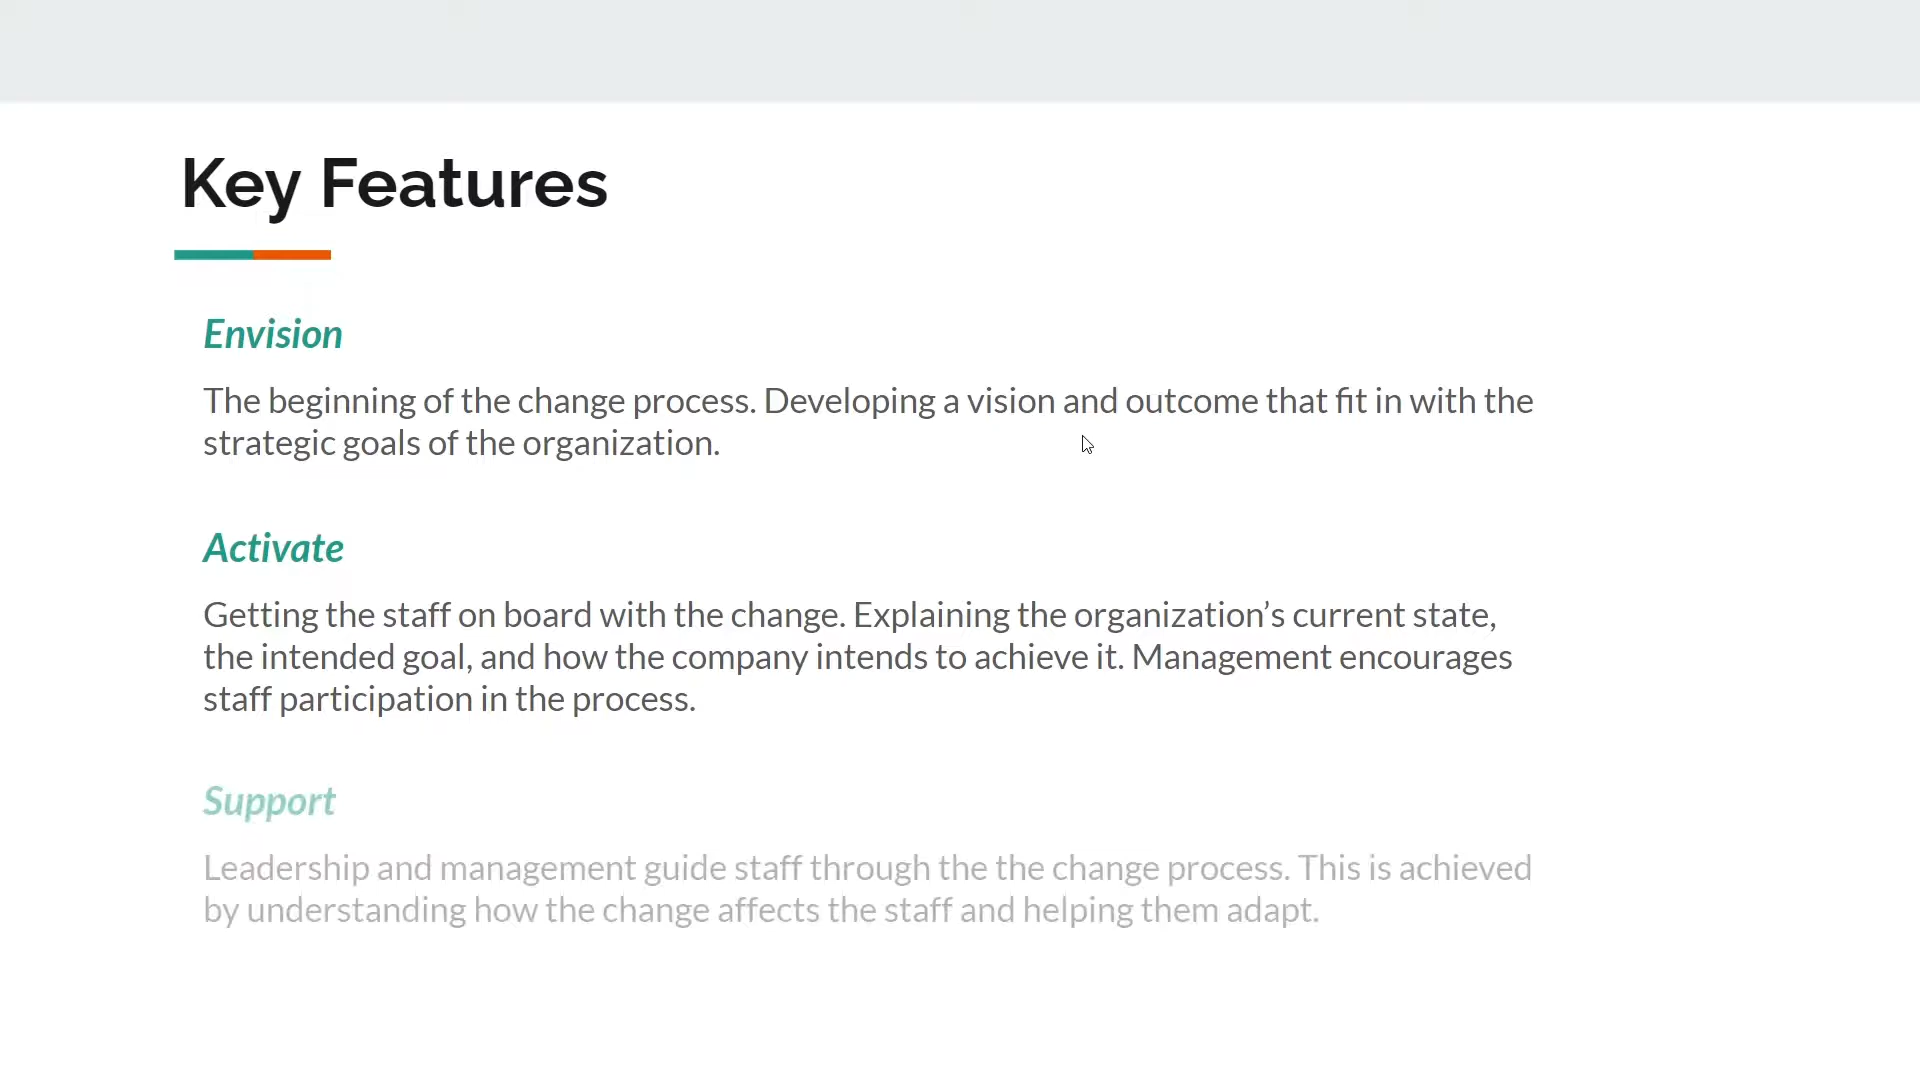 Key Features
Envision
The beginning of the change process. Developing a vision and outcome that fit in with the
strategic goals of the organization.
Activate
Getting the staff on board with the change. Explaining the organization’s current state,
the intended goal, and how the company intends to achieve it. Management encourages
staff participation in the process.
Support
Leadership and management guide staff through the the change process. This is achieved
by understanding how the change affects the staff and helping them adapt.